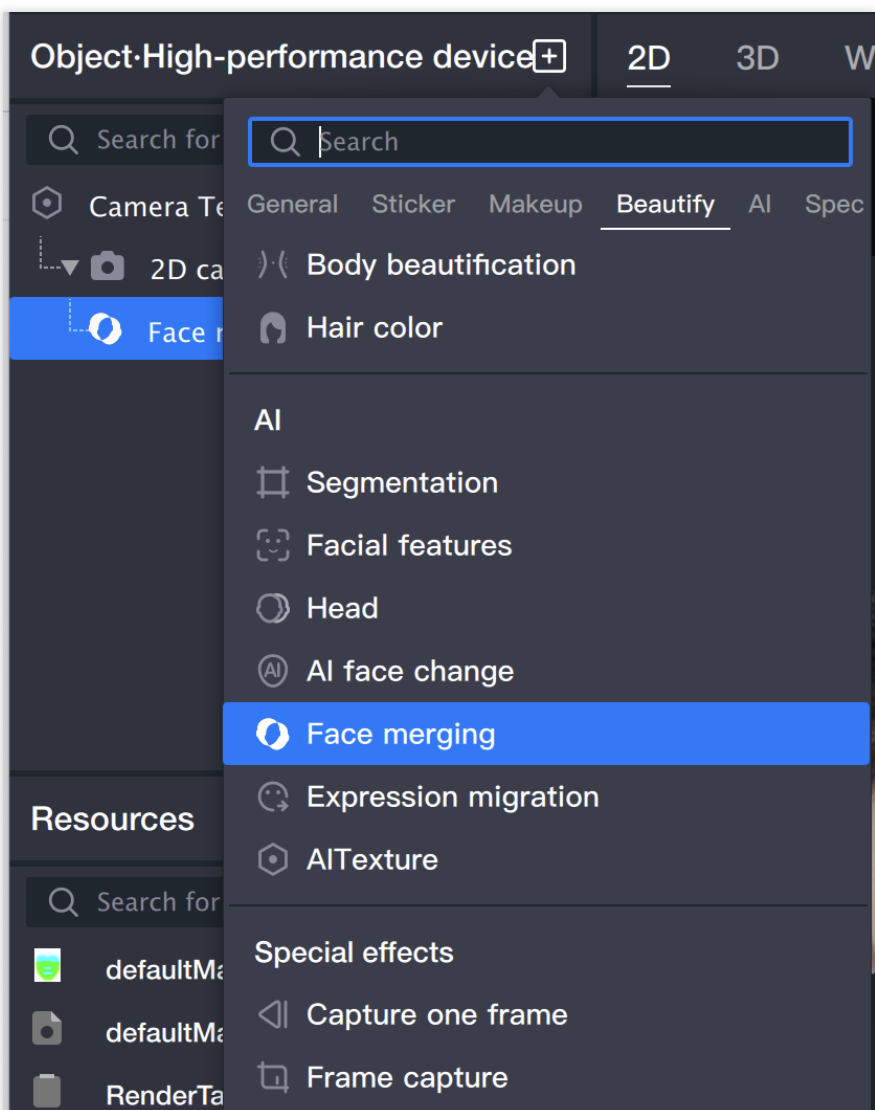 Object·High-performance device
2D
3D
W
Search for
Search
Camera Te
General
Sticker
Makeup
Beautify
AI
Spec
2D ca
Body beautification
Face
Hair color
AI
Segmentation
Facial features
Head
AI face change
Face merging
Expression migration
Resources
AITexture
Search for
Special effects
defaultMa
Capture one frame
defaultMa
Frame capture
RenderTa